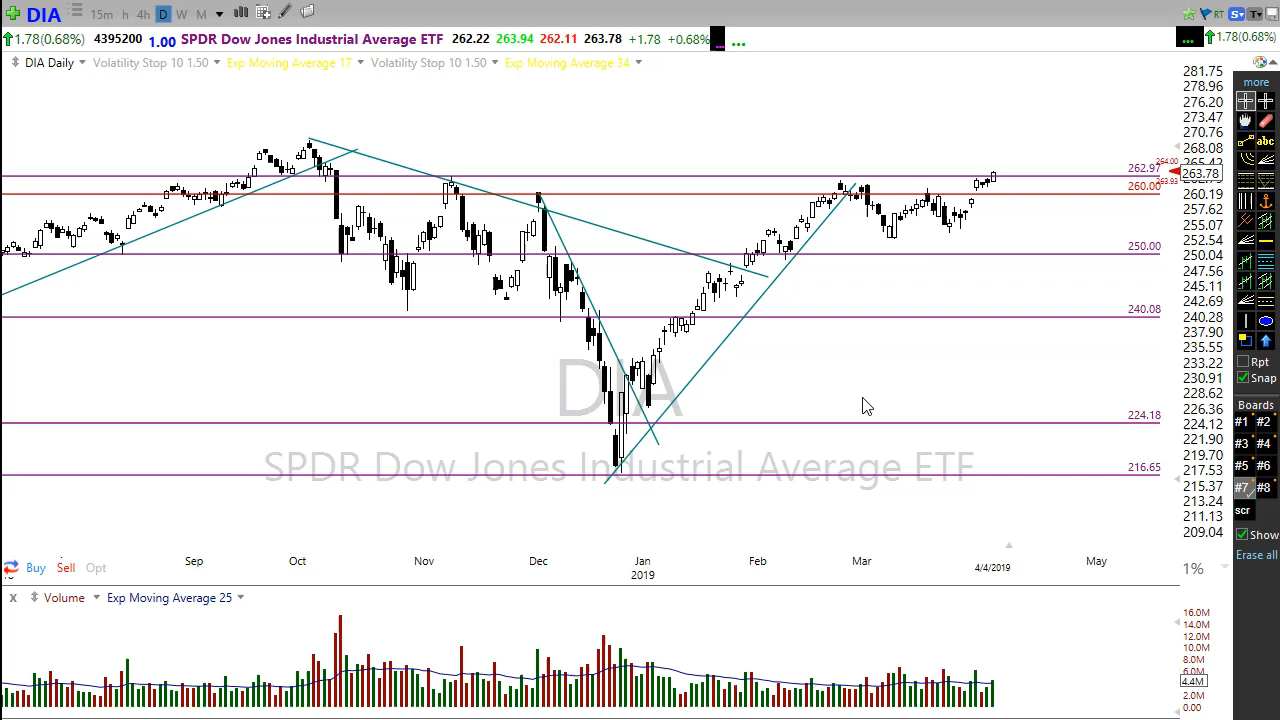 DIA 15m h 4h D W M RT S T
1.78(0.68%) 4395200 1.00 SPDR Dow Jones Industrial Average ETF 262.22 263.94 262.11 263.78 +1.78 +0.68% ... ... ... 1.78(0.68%)
DIA Daily Volatility Stop 10 1.50 Exp Moving Average 17 Volatility Stop 10 1.50 Exp Moving Average 34
281.75
278.96
276.20
273.47
270.76
268.08
264.00
262.97
263.78
263.93
260.00
260.19
257.62
255.07
252.54
250.00
250.04
247.56
245.11
242.69
240.08
240.28
237.90
235.55
233.22
230.91
228.62
226.36
224.18
224.12
221.90
219.70
216.65
217.53
215.37
213.24
211.13
209.04
DIA
SPDR Dow Jones Industrial Average ETF
more
abc
Rpt
Snap
Boards
#1 #2
#3 #4
#5 #6
#7 #8
scr
Show
Erase all
Sep Oct Nov Dec Jan Feb Mar May
2019 4/4/2019
Buy Sell Opt 1%
X Volume Exp Moving Average 25
16.0M
14.0M
12.0M
10.0M
8.0M
6.0M
4.4M
2.0M
0.00